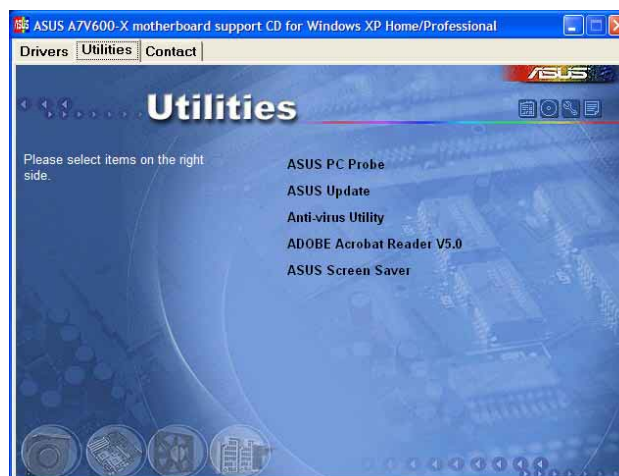 ASUS A7V600-X motherboard support CD for Windows XP Home/Professional
Drivers Utilities Contact
ASUS
Utilities
Please select items on the right
side.
ASUS PC Probe
ASUS Update
Anti-virus Utility
ADOBE Acrobat Reader V5.0
ASUS Screen Saver